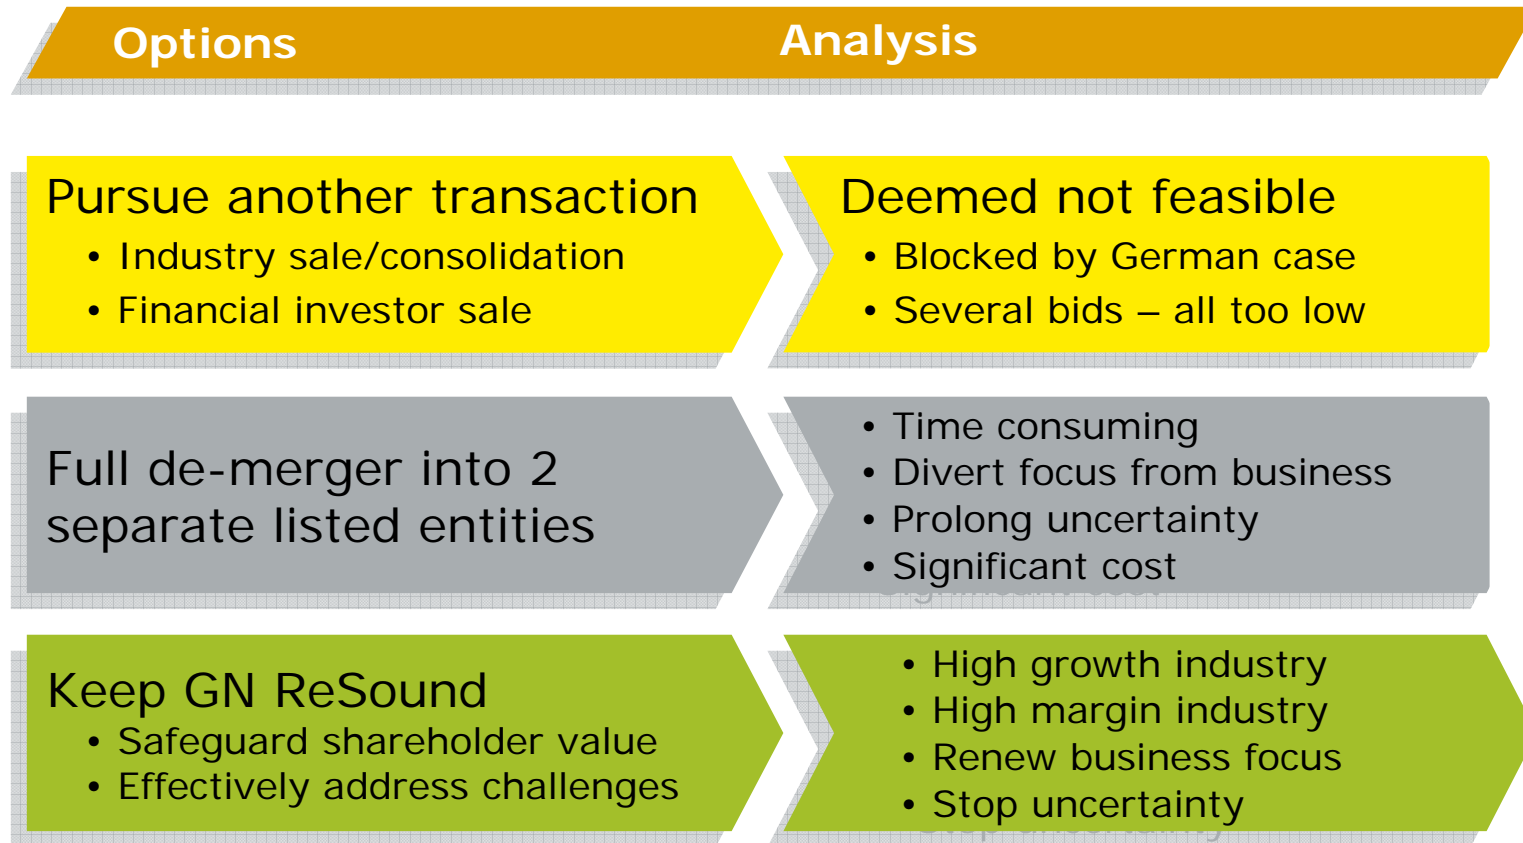 Options
Analysis
Pursue another transaction
• Industry sale/consolidation
• Financial investor sale
Deemed not feasible
• Blocked by German case
• Several bids – all too low
Full de-merger into 2
separate listed entities
• Time consuming
• Divert focus from business
• Prolong uncertainty
• Significant cost
Keep GN ReSound
• Safeguard shareholder value
• Effectively address challenges
• High growth industry
• High margin industry
• Renew business focus
• Stop uncertainty